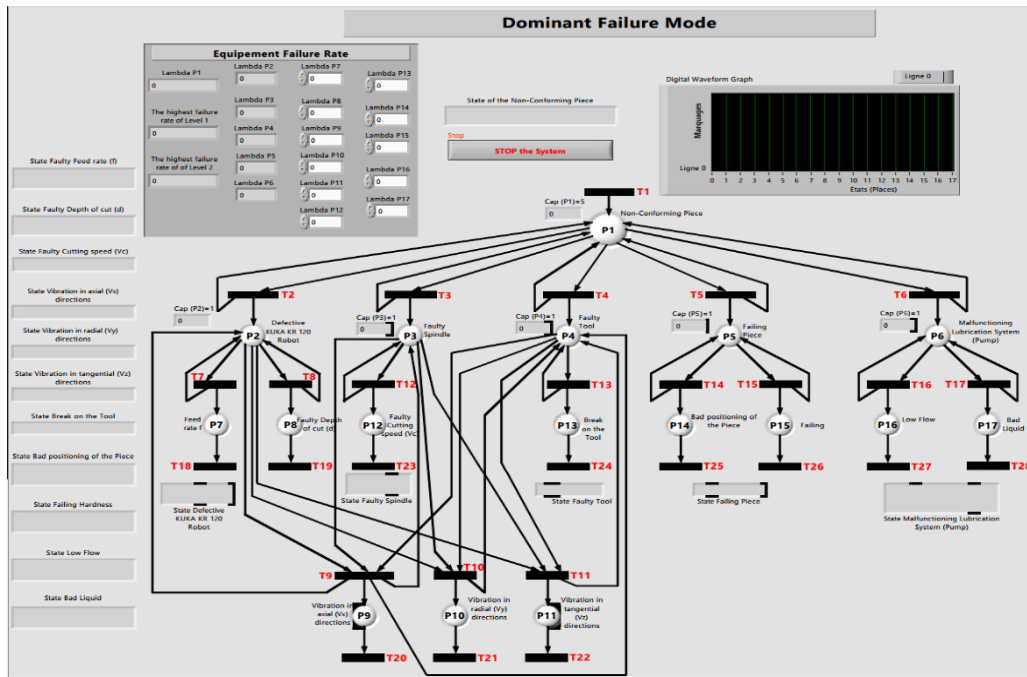 Dominant Failure Mode
Equipement Failure Rate
Lambda P1
0
The highest failure
rate of Level 1
0
The highest failure
rate of of Level 2
0
Lambda P2
0
Lambda P3
0
Lambda P4
0
Lambda P5
0
Lambda P6
0
Lambda P7
0
Lambda P8
0
Lambda P9
0
Lambda P10
0
Lambda P11
0
Lambda P12
0
Lambda P13
0
Lambda P14
0
Lambda P15
0
Lambda P16
0
Lambda P17
0
State of the Non-Conforming Piece
Stop
STOP the System
Digital Waveform Graph
Ligne 0
Marquages
Ligne 0
0 1 2 3 4 5 6 7 8 9 10 11 12 13 14 15 16 17
États (Places)
State Faulty Feed rate (f)
State Faulty Depth of cut (d)
State Faulty Cutting speed (Vc)
State Vibration in axial (Vx)
directions
State Vibration in radial (Vy)
directions
State Vibration in tangential (Vz)
directions
State Break on the Tool
State Bad positioning of the Piece
State Failing Hardness
State Low Flow
State Bad Liquid
T1
Cap (P1)=5
0
P1
Non-Conforming Piece
T2
T3
T4
T5
T6
Cap (P2)=1
0
P2
Defective
KUKA KR 120
Robot
Cap (P3)=1
0
P3
Faulty
Spindle
Cap (P4)=1
0
P4
Faulty
Tool
Cap (P5)=1
0
P5
Failing
Piece
Cap (P6)=1
0
P6
Malfunctioning
Lubrication System
(Pump)
T7
T8
T12
T13
T14
T15
T16
T17
Feed
rate f
P7
P8
Faulty Depth
of cut (d)
P12
Faulty
Cutting
speed (Vc)
P13
Break
on the
Tool
P14
Bad positioning of
the Piece
P15
Failing
P16
Low Flow
P17
Bad
Liquid
T18
T19
T23
T24
T25
T26
T27
T28
State Defective
KUKA KR 120
Robot
State Faulty Spindle
State Faulty Tool
State Failing Piece
State Malfunctioning Lubrication
System (Pump)
T9
T10
T11
Vibration in
axial (Vx)
directions
P9
P10
Vibration in
radial (Vy)
directions
P11
Vibration in
tangential
(Vz)
directions
T20
T21
T22